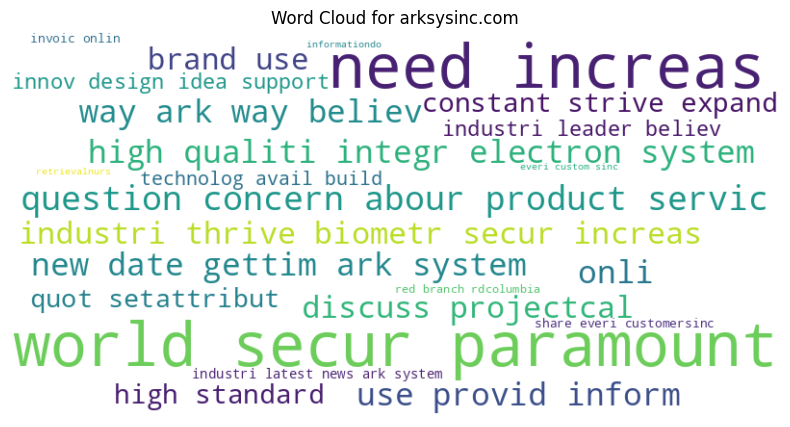 Word Cloud for arksysinc.com
invoic onlin
informationdo
brand use
need increas
innov design idea support
constant strive expand
way ark way believ
industri leader believ
high qualiti integr electron system
everi custom sinc
retrievalnurs
technolog avail build
question concern abour product servic
industri thrive biometr secur increas
new date gettim ark system
onli
red branch rdcolumbia
quot setattribut
discuss projectcal
share everi customersinc
world secur paramount
industri latest news ark system
high standard
use provid inform